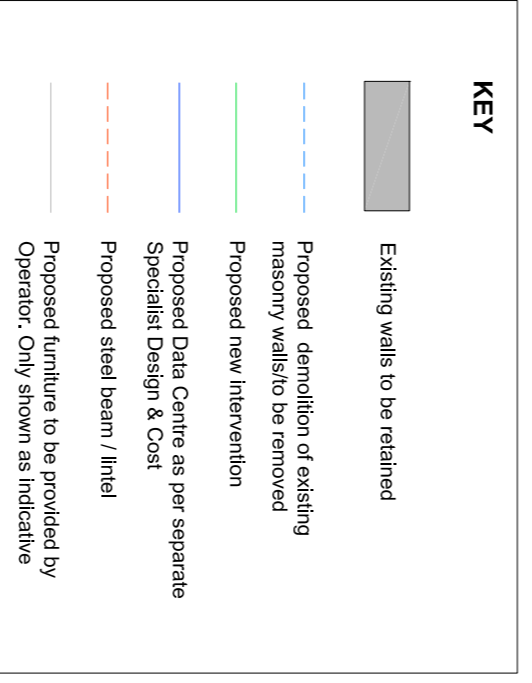 KEY
Existing walls to be retained
Proposed demolition of existing
masonry walls/to be removed
Proposed new intervention
Proposed Data Centre as per separate
Specialist Design & Cost
Proposed steel beam / lintel
Proposed furniture to be provided by
Operator. Only shown as indicative